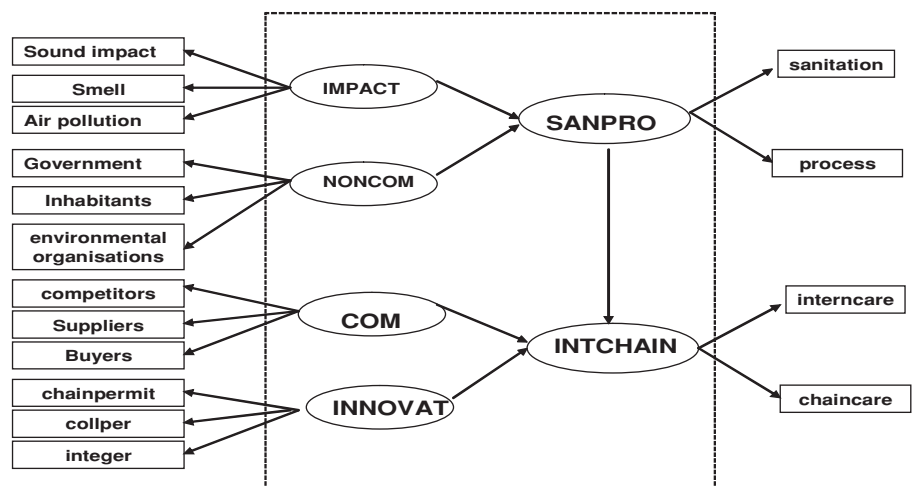 Sound impact
Smell
Air pollution
Government
Inhabitants
environmental
organisations
competitors
Suppliers
Buyers
chainpermit
collper
integer
IMPACT
NONCOM
COM
INNOVAT
SANPRO
INTCHAIN
sanitation
process
interncare
chaincare